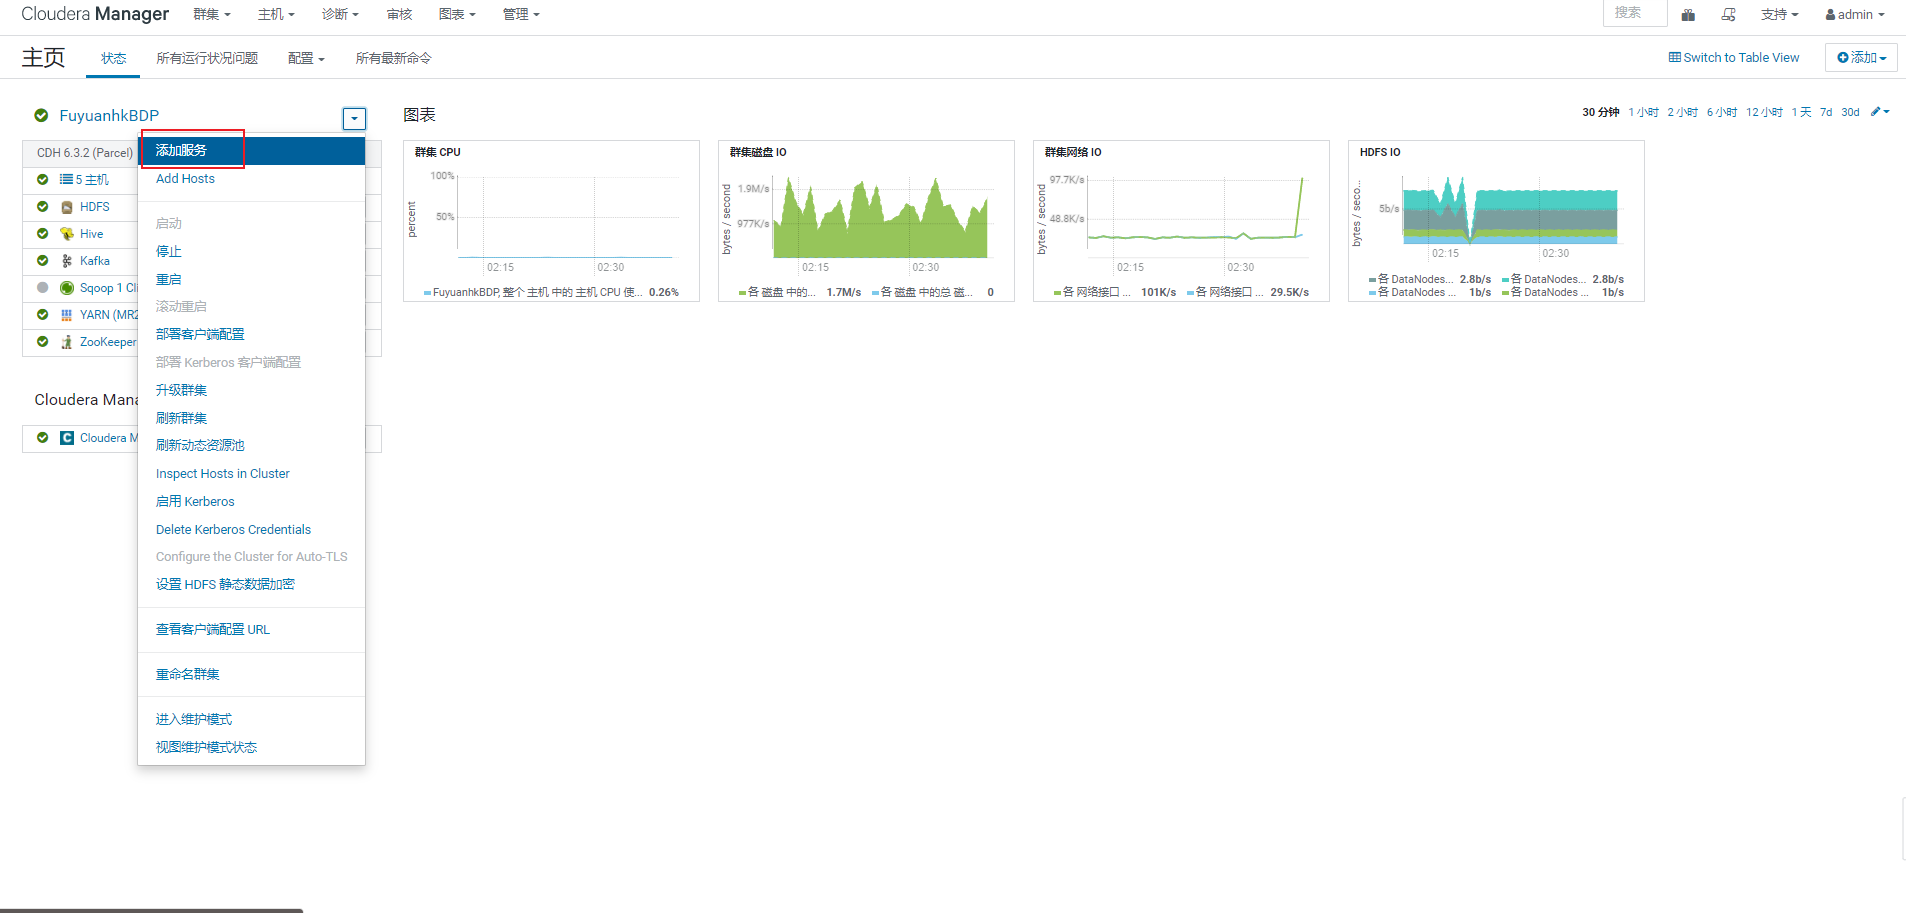 Cloudera Manager 群集 主机 诊断 审核 图表 管理 搜索 支持 admin
主页 状态 所有运行状况问题 配置 所有最新命令 Switch to Table View 添加
FuyuanhkBDP
CDH 6.3.2 (Parcel)
5 主机
HDFS
Hive
Kafka
Sqoop 1 Cl
YARN (MR2
ZooKeeper
Cloudera Mana
Cloudera M
添加服务
Add Hosts
启动
停止
重启
滚动重启
部署客户端配置
部署 Kerberos 客户端配置
升级群集
刷新群集
刷新动态资源池
Inspect Hosts in Cluster
启用 Kerberos
Delete Kerberos Credentials
Configure the Cluster for Auto-TLS
设置 HDFS 静态数据加密
查看客户端配置 URL
重命名群集
进入维护模式
视图维护模式状态
图表
30 分钟 1 小时 2 小时 6 小时 12 小时 1 天 7d 30d
群集 CPU
percent
100%
50%
02:15 02:30
FuyuanhkBDP, 整个 主机 中的 主机 CPU 使... 0.26%
群集磁盘 IO
bytes / second
1.9M/s
977K/s
02:15 02:30
各 磁盘 中的... 1.7M/s 各 磁盘 中的总 磁... 0
群集网络 IO
bytes / second
97.7K/s
48.8K/s
02:15 02:30
各 网络接口 ... 101K/s 各 网络接口 ... 29.5K/s
HDFS IO
bytes / seco...
5b/s
02:15 02:30
各 DataNodes... 2.8b/s 各 DataNodes... 2.8b/s
各 DataNodes ... 1b/s 各 DataNodes ... 1b/s